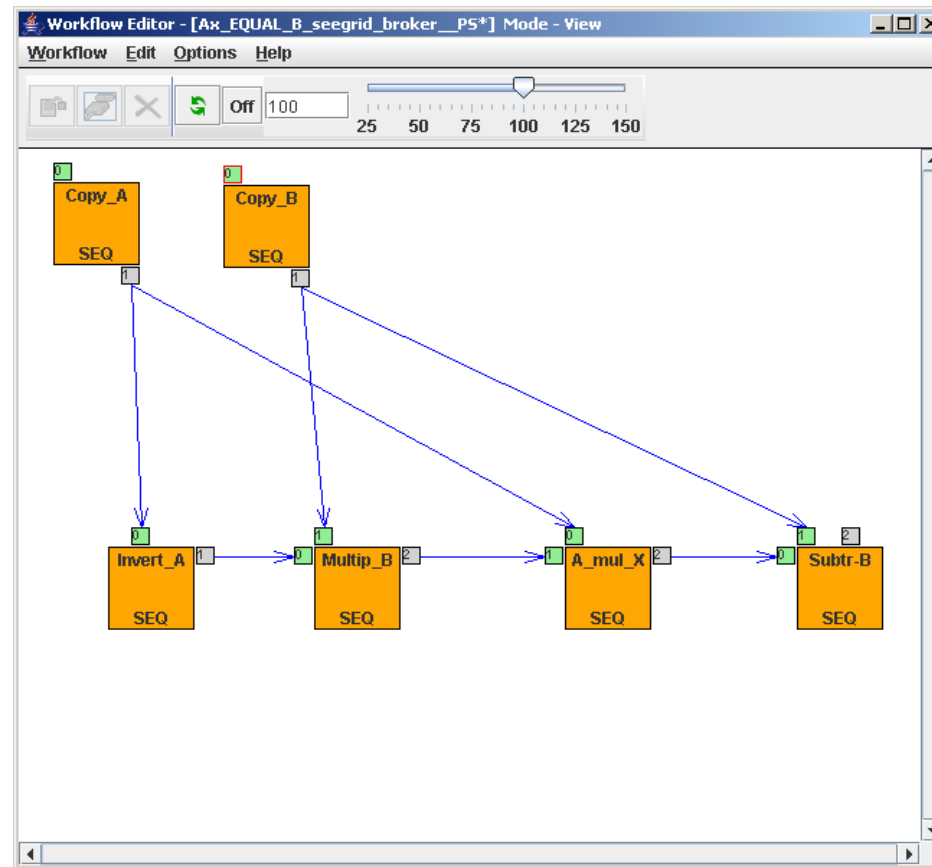 Workflow Editor - [Ax_EQUAL_B_seegrid_broker__PS*] Mode - View
Workflow Edit Options Help
Off 100
25 50 75 100 125 150
0 0
Copy_A Copy_B
SEQ SEQ
1 1
0 1 0 1 2
Invert_A 1 0 Multip_B 2 1 A_mul_X 2 0 Subtr-B
SEQ SEQ SEQ SEQ